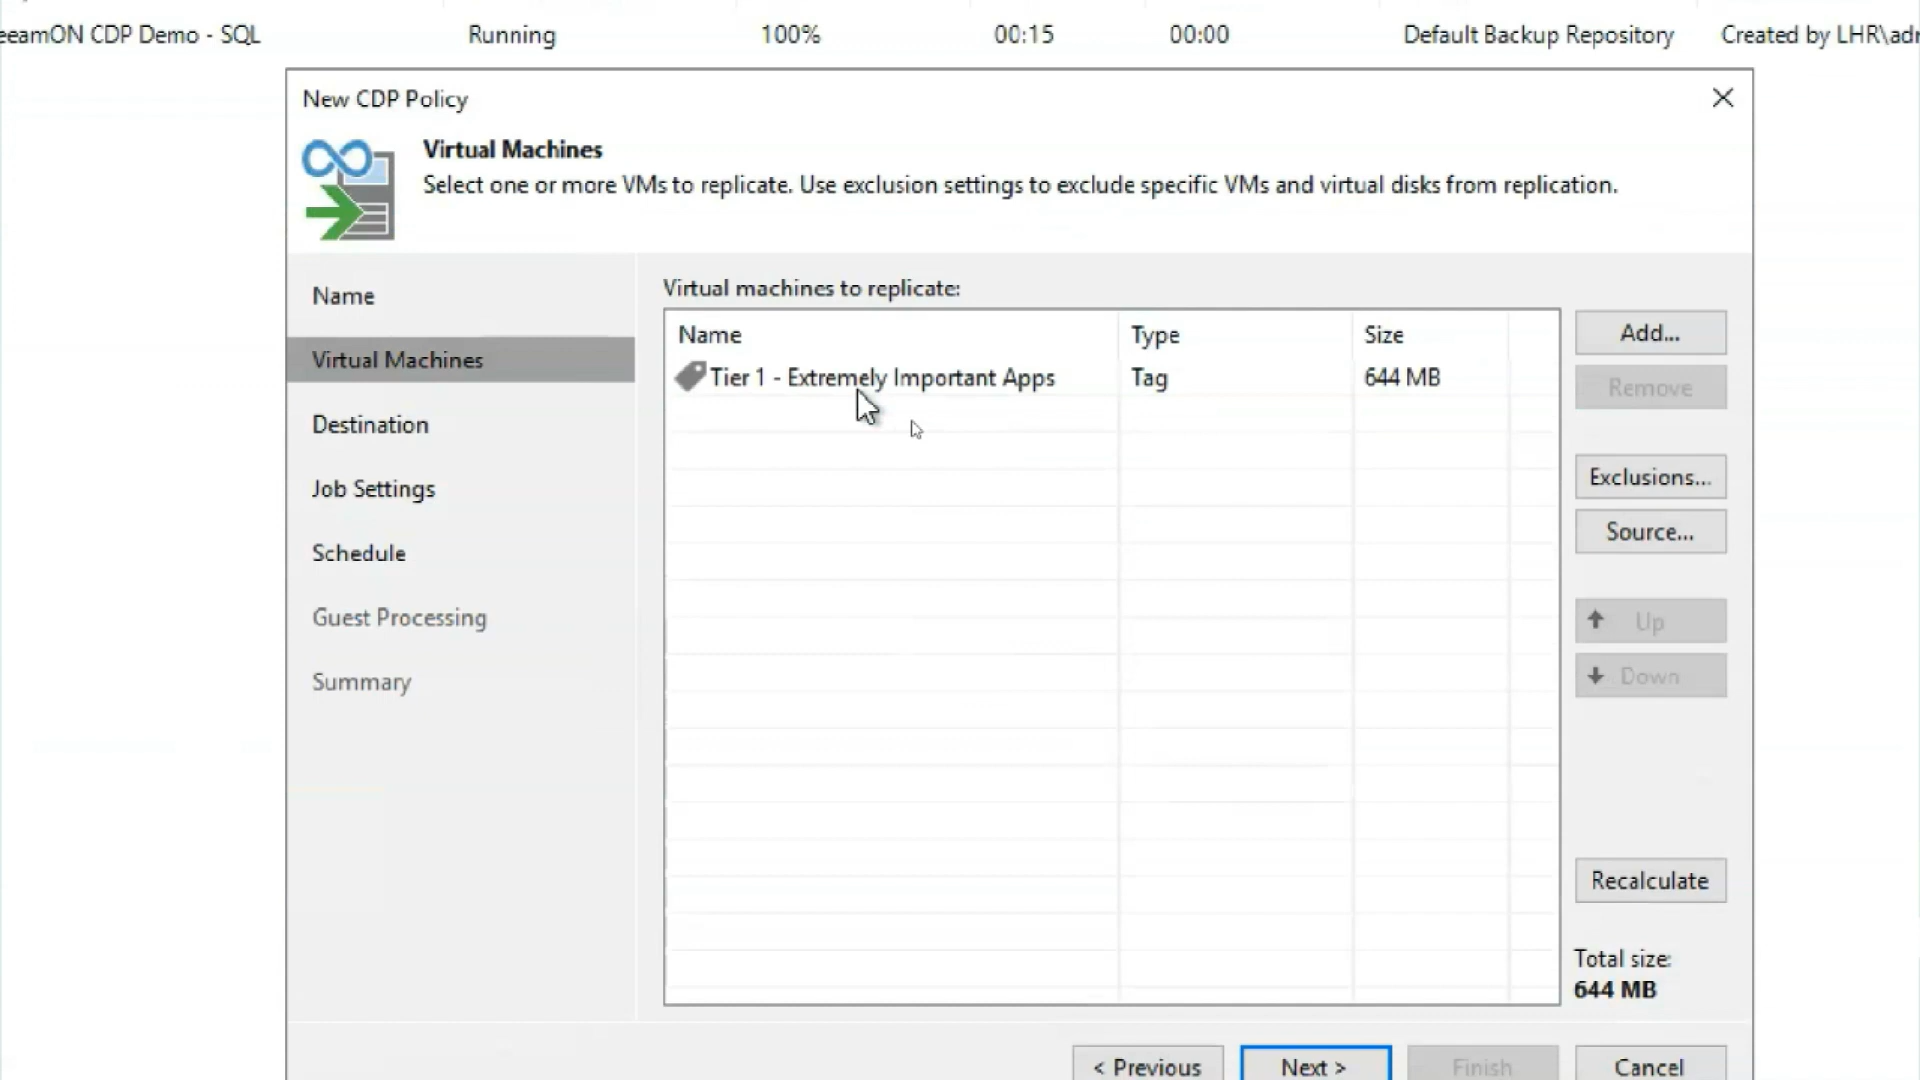 eeamON CDP Demo - SQL Running 100% 00:15 00:00 Default Backup Repository Created by LHR\adr
New CDP Policy
Virtual Machines
Select one or more VMs to replicate. Use exclusion settings to exclude specific VMs and virtual disks from replication.
Name
Virtual Machines
Destination
Job Settings
Schedule
Guest Processing
Summary
Virtual machines to replicate:
Name Type Size
Tier 1 - Extremely Important Apps Tag 644 MB
Add...
Remove
Exclusions...
Source...
Up
Down
Recalculate
Total size:
644 MB
< Previous Next > Finish Cancel